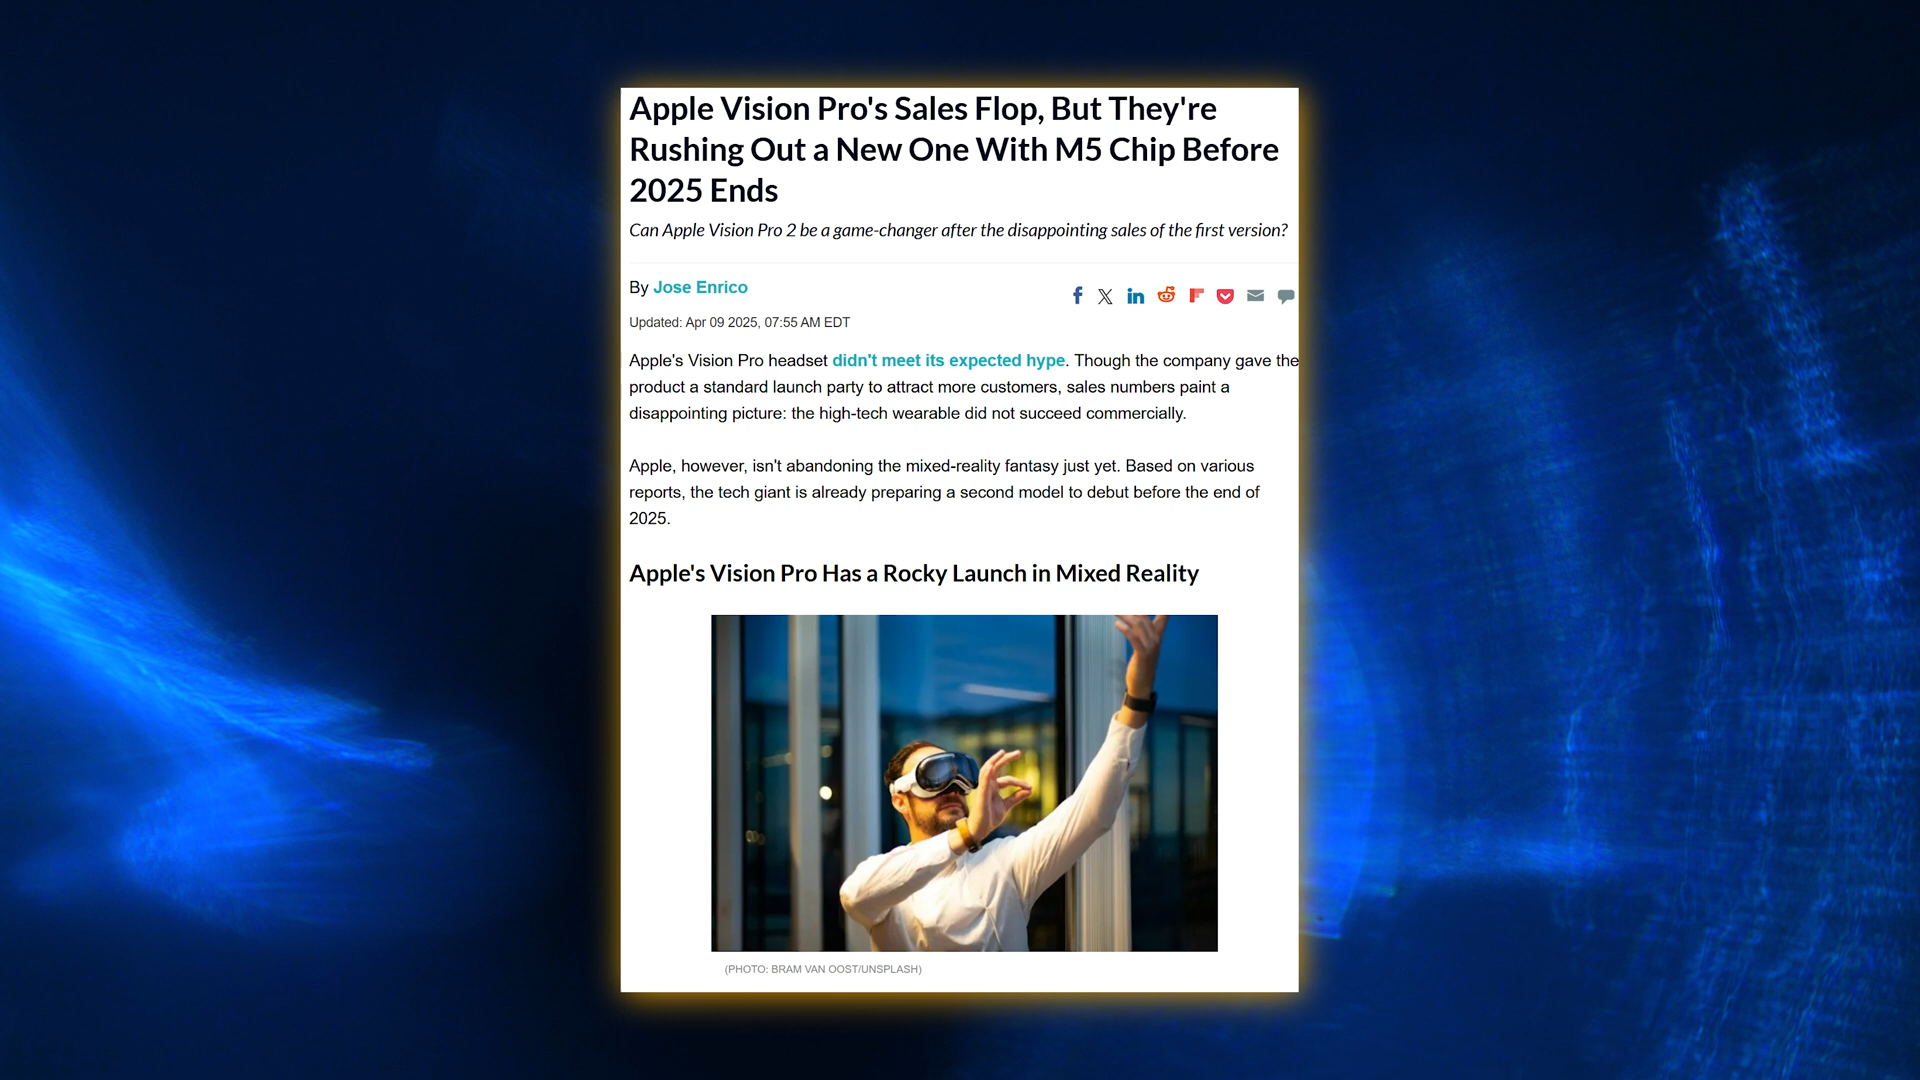 Apple Vision Pro's Sales Flop, But They're
Rushing Out a New One With M5 Chip Before
2025 Ends
Can Apple Vision Pro 2 be a game-changer after the disappointing sales of the first version?
By Jose Enrico
Updated: Apr 09 2025, 07:55 AM EDT
Apple's Vision Pro headset didn't meet its expected hype. Though the company gave the
product a standard launch party to attract more customers, sales numbers paint a
disappointing picture: the high-tech wearable did not succeed commercially.
Apple, however, isn't abandoning the mixed-reality fantasy just yet. Based on various
reports, the tech giant is already preparing a second model to debut before the end of
2025.
Apple's Vision Pro Has a Rocky Launch in Mixed Reality
(PHOTO: BRAM VAN OOST/UNSPLASH)